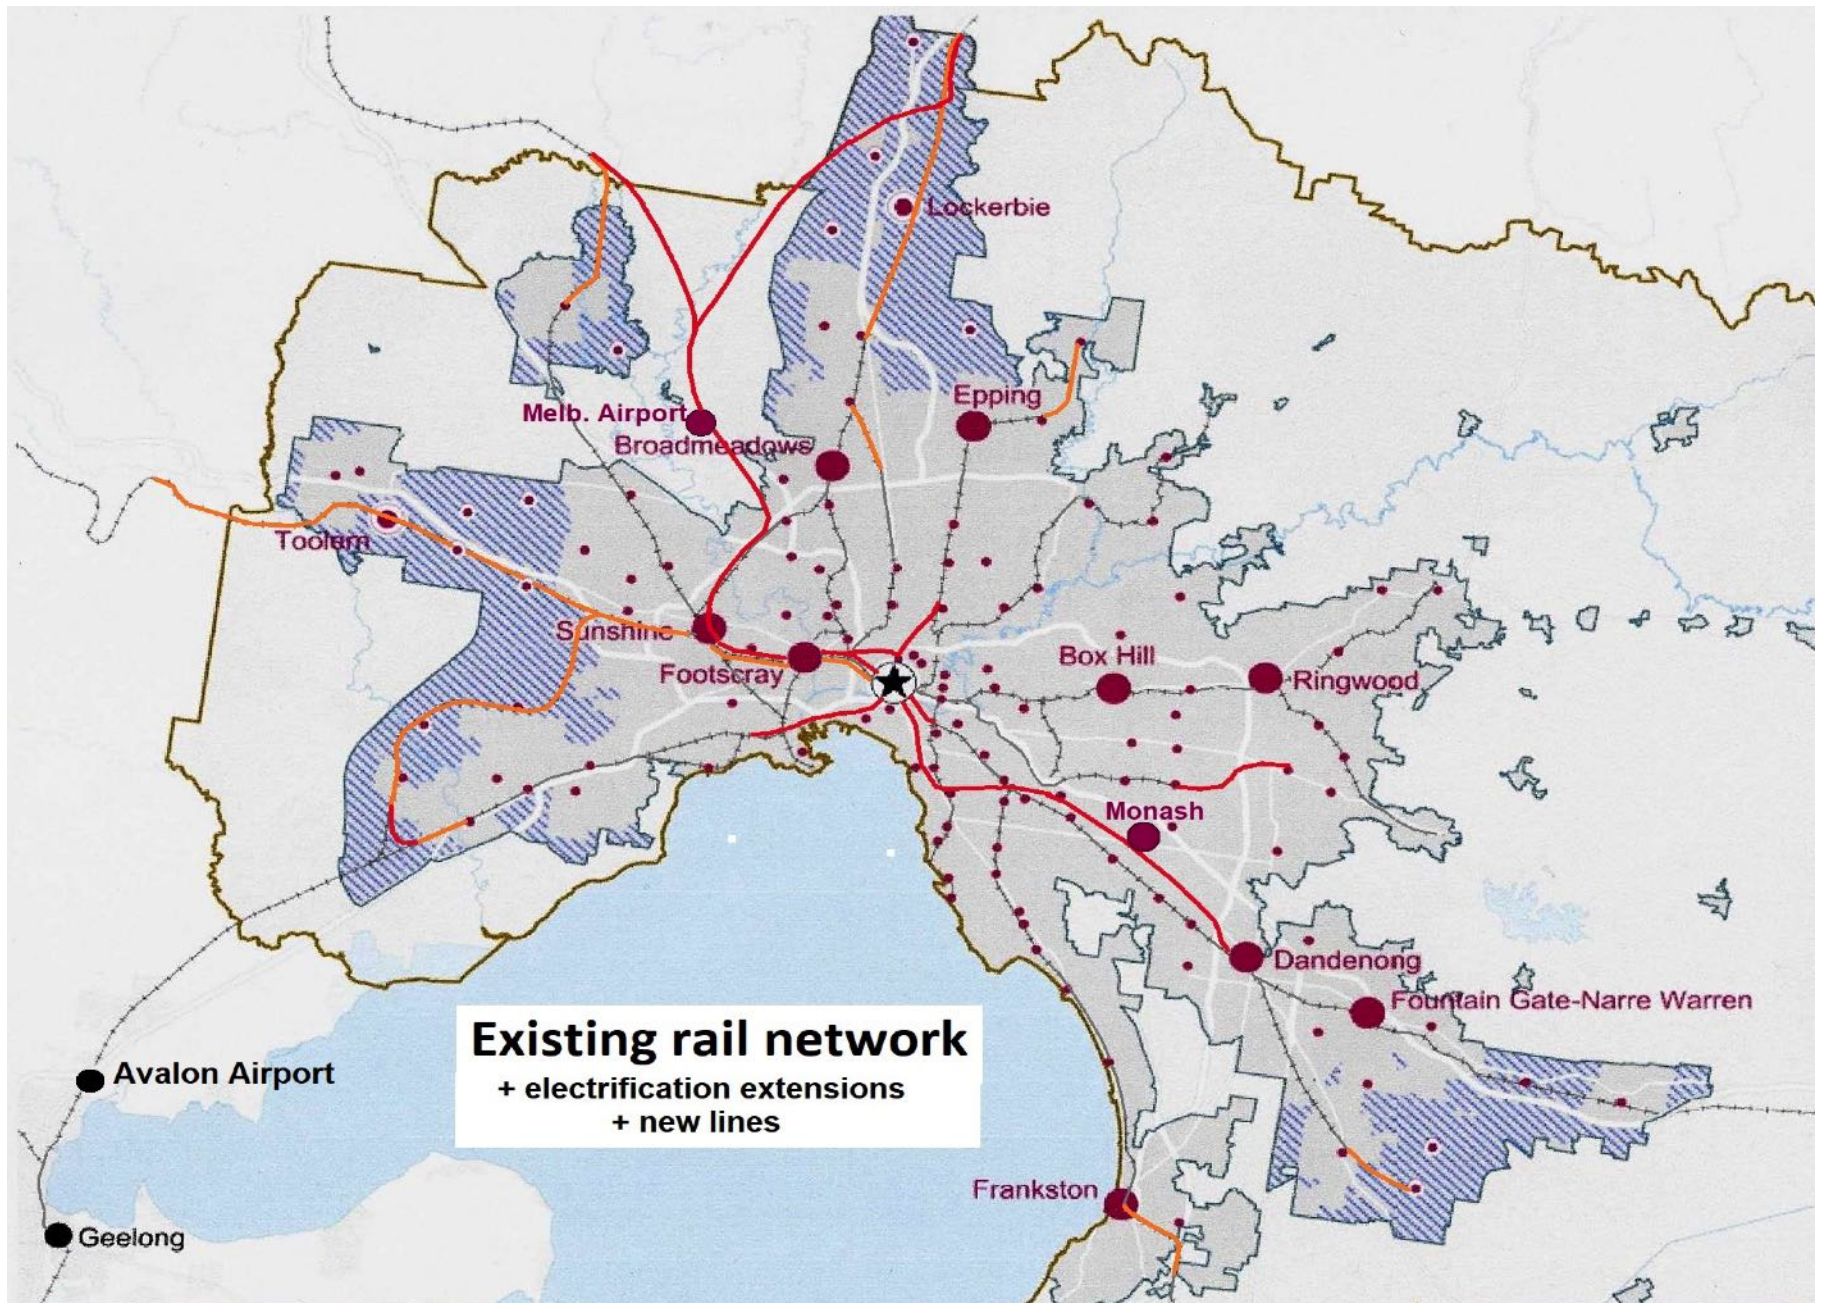 Lockerbie
Epping
Melb. Airport
Broadmeadows
Toolern
Sunshine
Footscray
Box Hill
Ringwood
Monash
Dandenong
Fountain Gate-Narre Warren
Existing rail network
+ electrification extensions
+ new lines
Avalon Airport
Frankston
Geelong